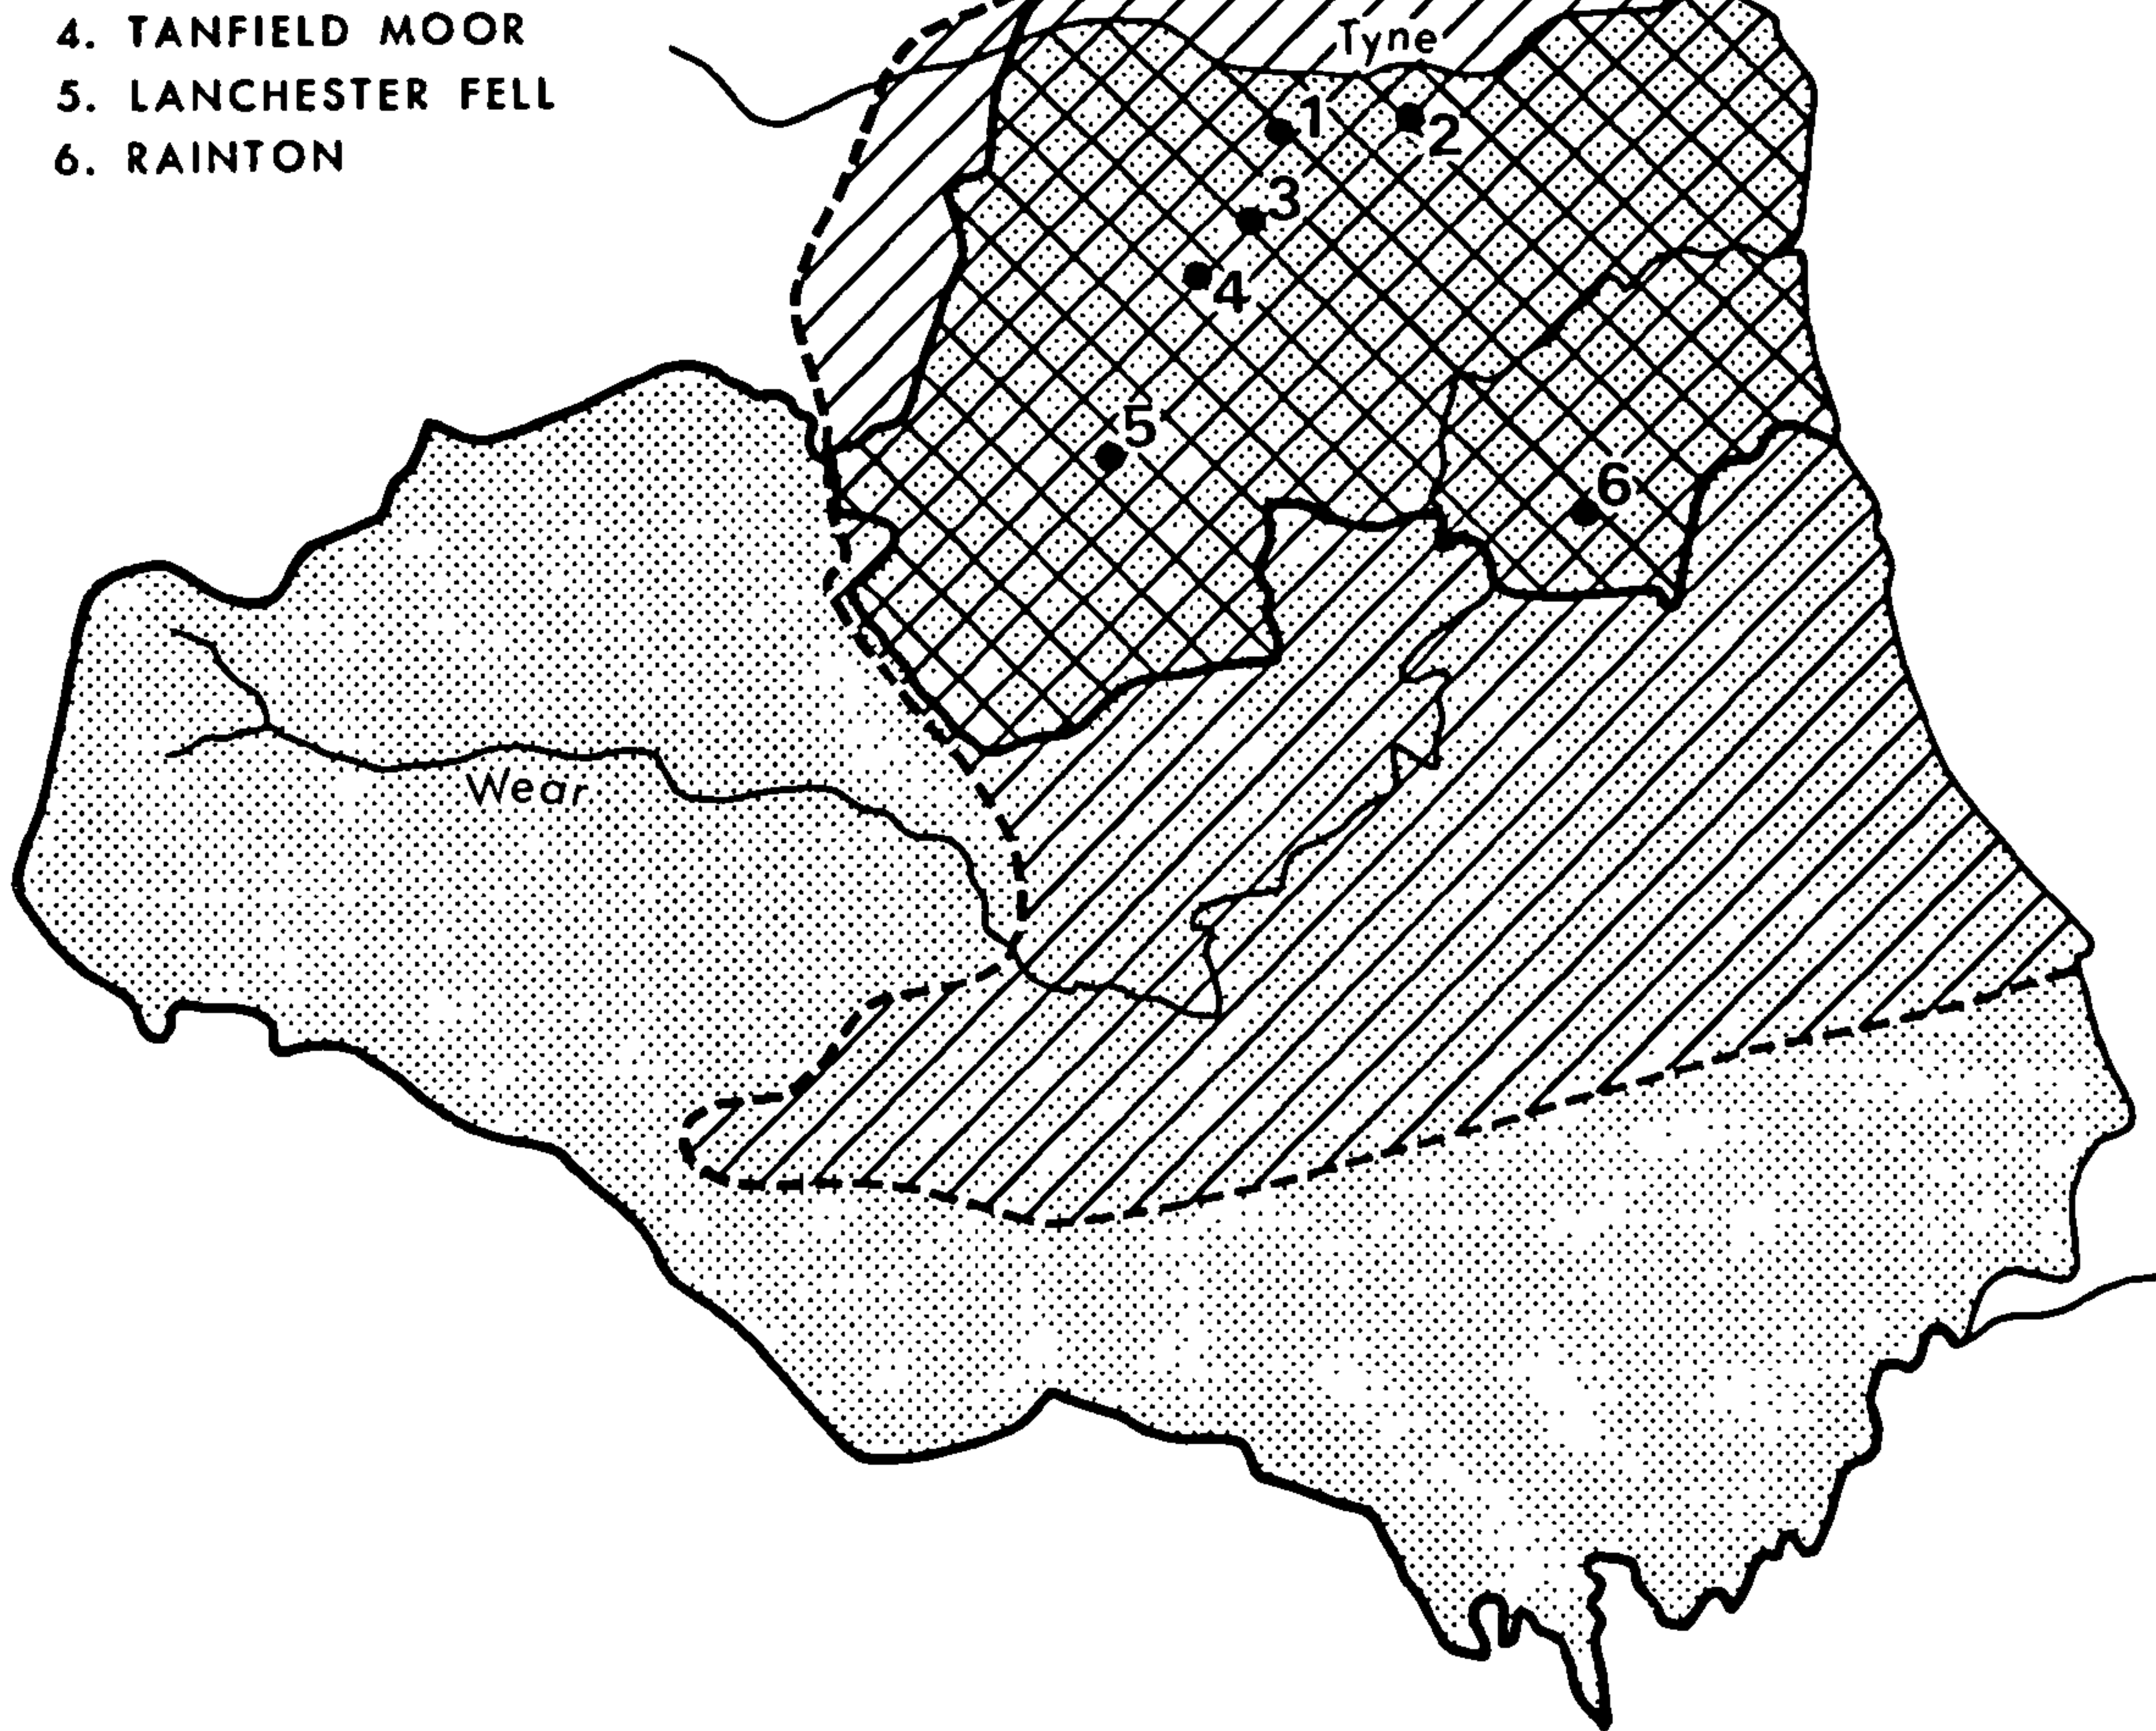 4. TANFIELD MOOR
5. LANCHESTER FELL
6. RAINTON
Tyne
1
2
3
4
5
6
Wear